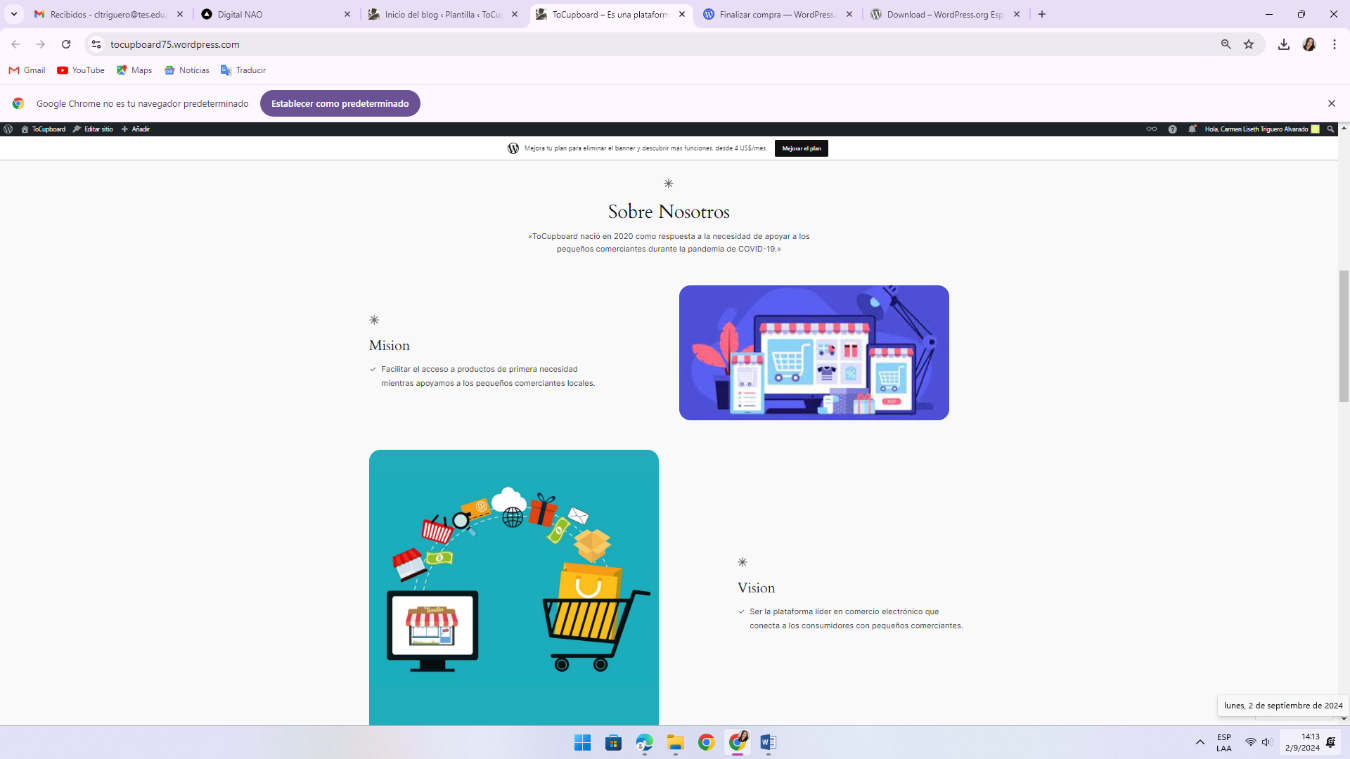 Recibidos - cltriguero@tes.edu.
Digital NAO
Inicio del blog ‹ Plantilla ‹ ToCu
ToCupboard – Es una plataform
Finalizar compra — WordPress.
Download – WordPress.org Esp
tocupboard75.wordpress.com
Gmail
YouTube
Maps
Noticias
Traducir
Google Chrome no es tu navegador predeterminado
Establecer como predeterminado
ToCupboard
Editar sitio
Añadir
Hola, Carmen Liseth Triguero Alvarado
Mejora tu plan para eliminar el banner y descubrir más funciones, desde 4 US$/mes.
Mejorar el plan
Sobre Nosotros
«ToCupboard nació en 2020 como respuesta a la necesidad de apoyar a los
pequeños comerciantes durante la pandemia de COVID-19.»
Mision
Facilitar el acceso a productos de primera necesidad
mientras apoyamos a los pequeños comerciantes locales.
Vision
Ser la plataforma líder en comercio electrónico que
conecta a los consumidores con pequeños comerciantes.
lunes, 2 de septiembre de 2024
ESP
LAA
14:13
2/9/2024